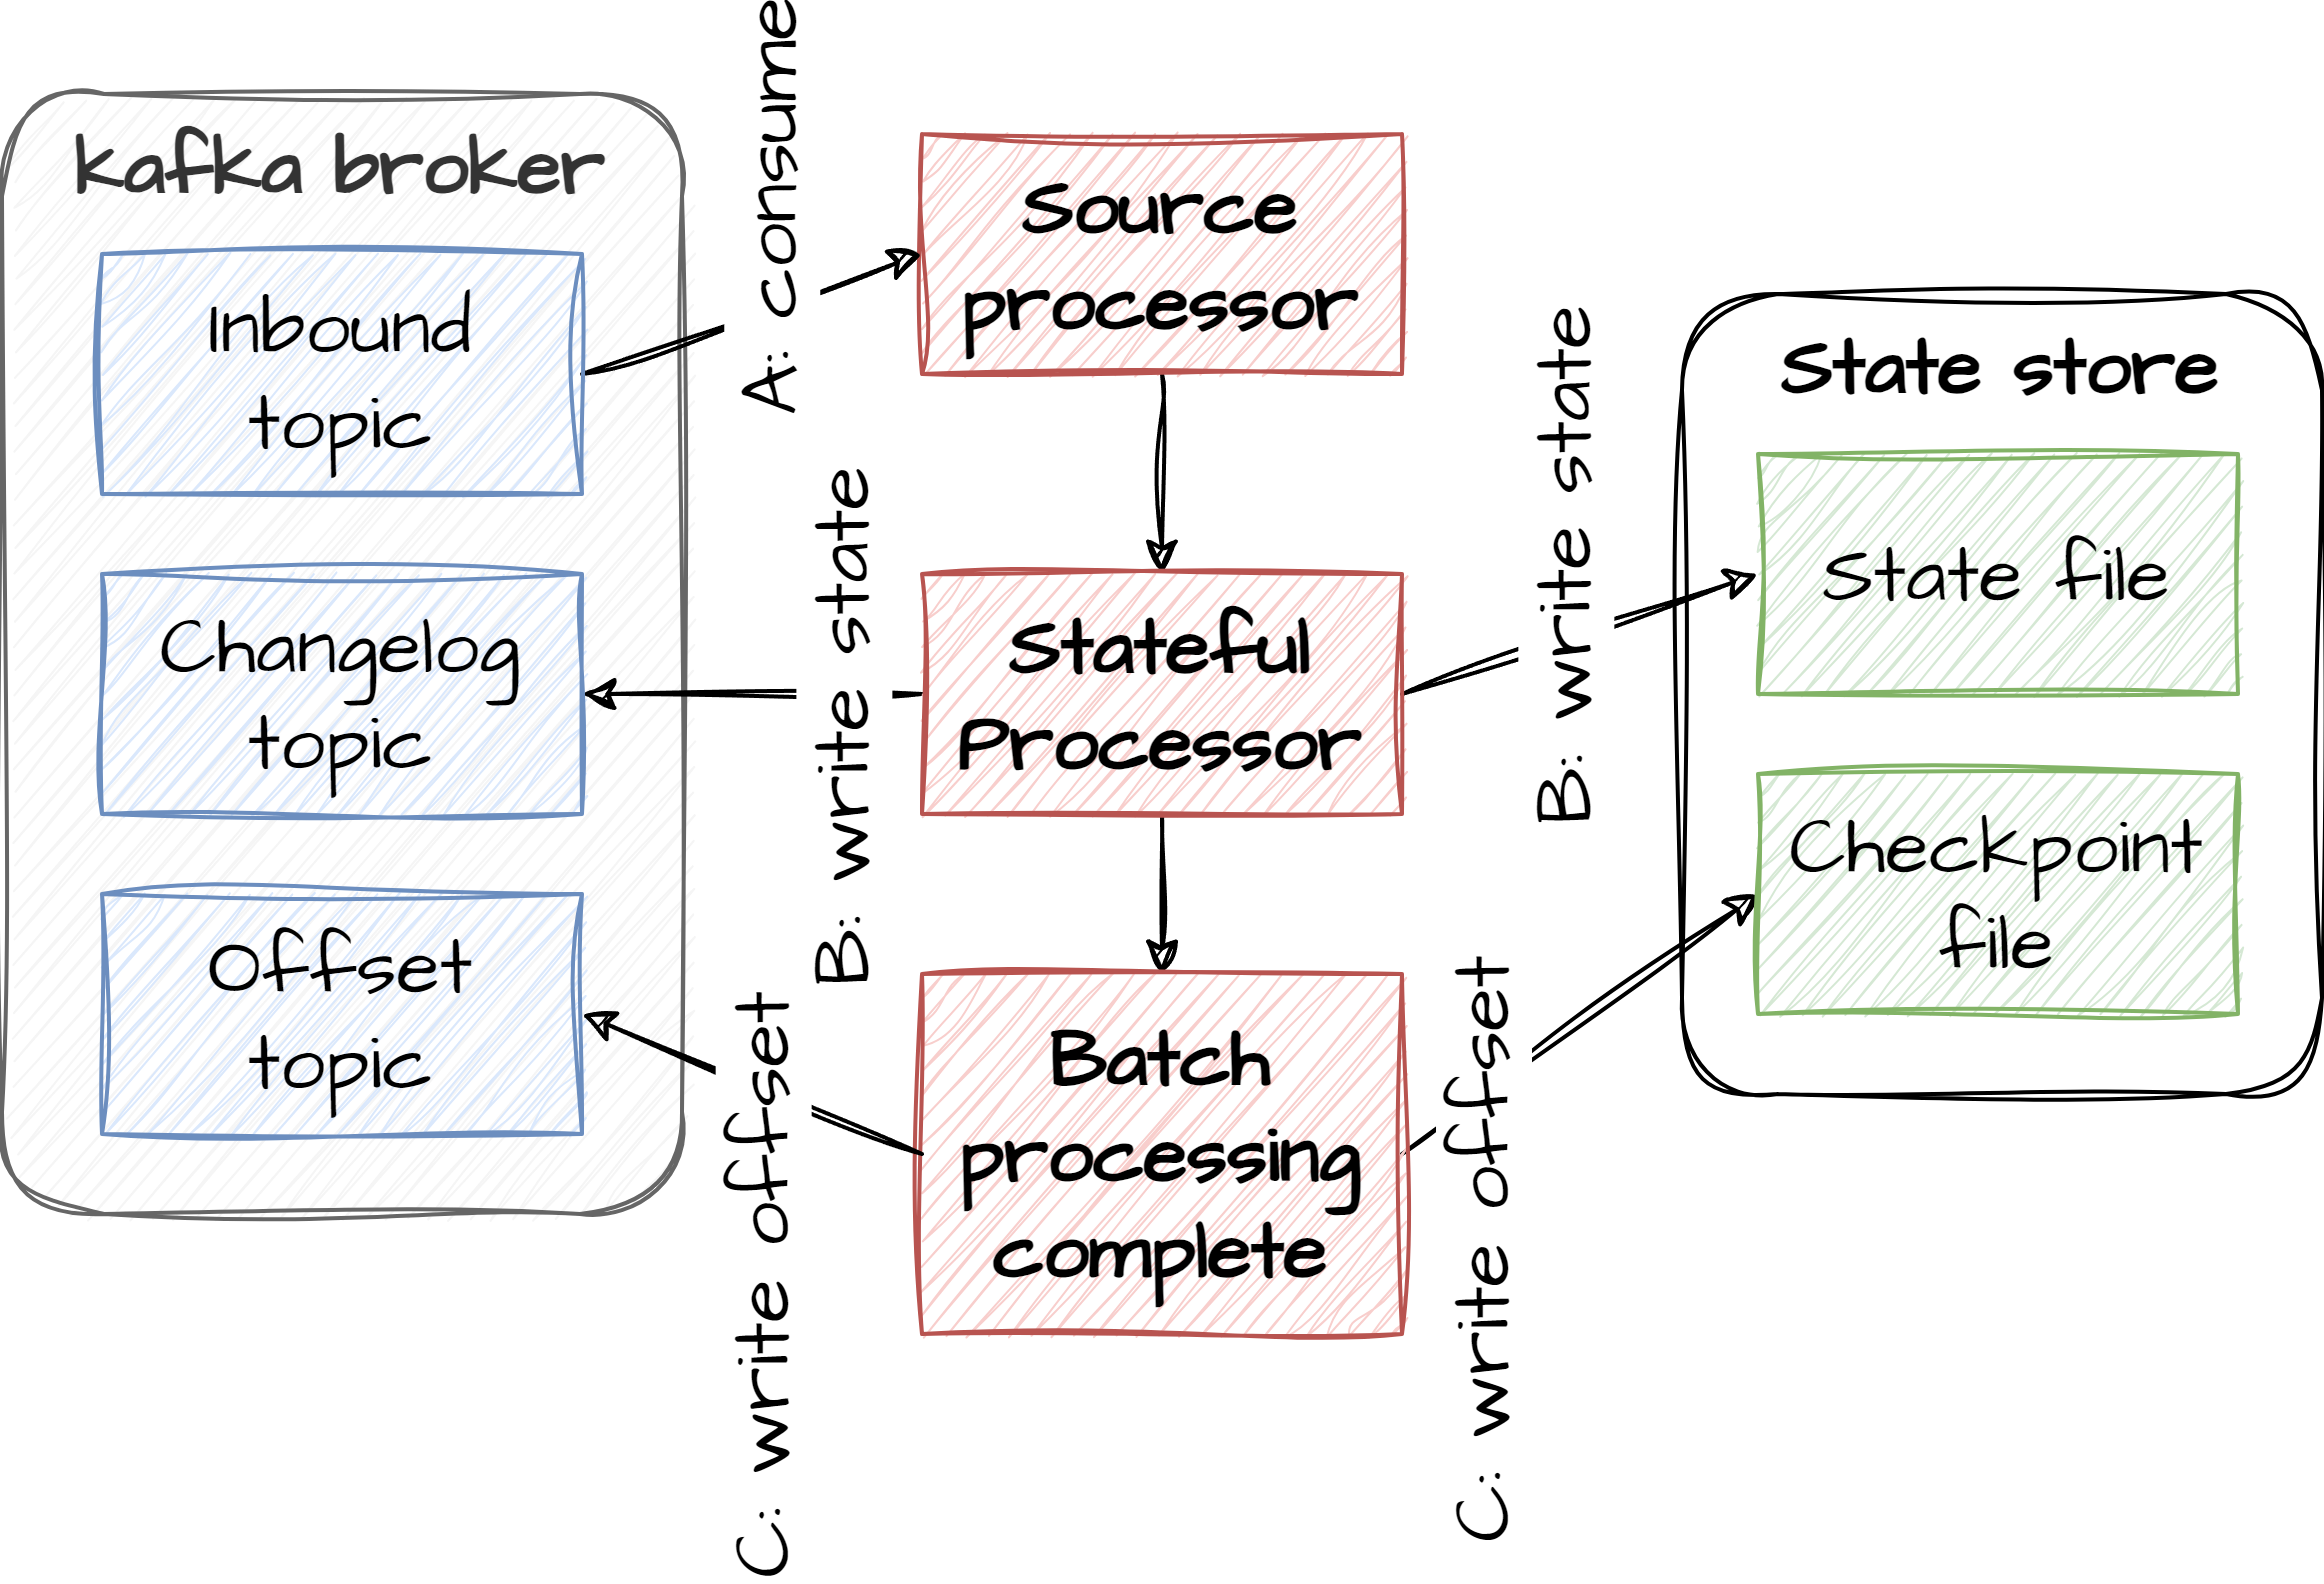 kafka broker
Inbound
topic
Changelog
topic
Offset
topic
A: consume
B: write state
C: write offset
Source
processor
Stateful
Processor
Batch
processing
complete
B: write state
C: write offset
State store
State file
Checkpoint
file